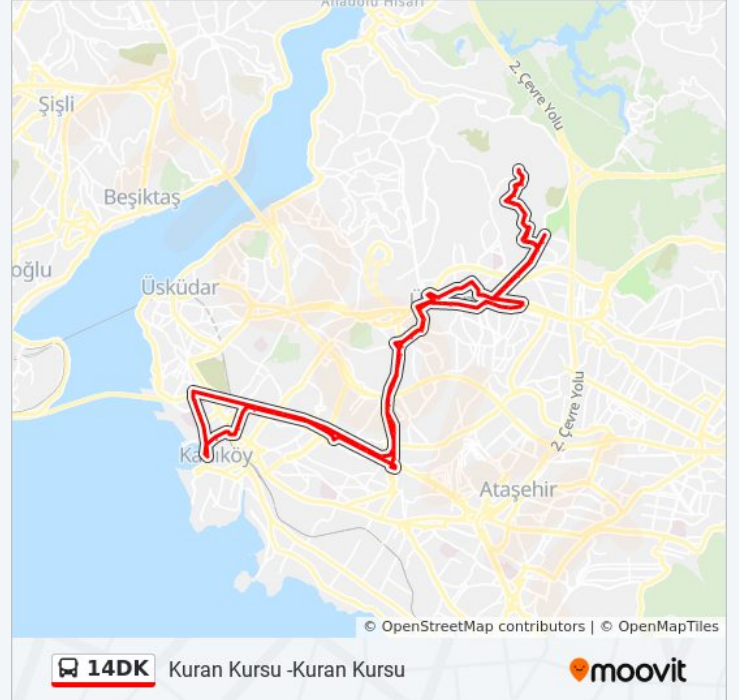 Anadolu Hisarı
2. Çevre Yolu
Şişli
Beşiktaş
oğlu
Üsküdar
Kadıköy
2. Çevre Yolu
Ataşehir
© OpenStreetMap contributors | © OpenMapTiles
14DK Kuran Kursu -Kuran Kursu
moovit